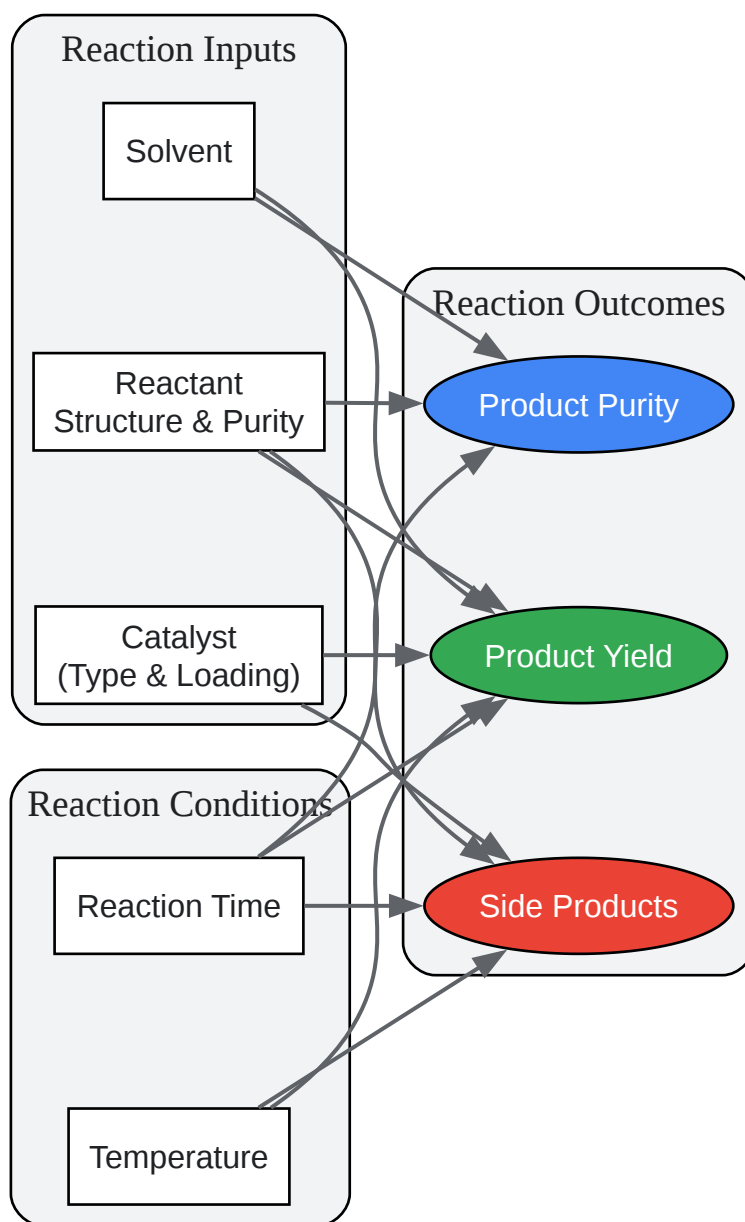 Reaction Inputs
Solvent
Reactant
Structure & Purity
Catalyst
(Type & Loading)
Reaction Outcomes
Product Purity
Product Yield
Side Products
Reaction Conditions
Reaction Time
Temperature